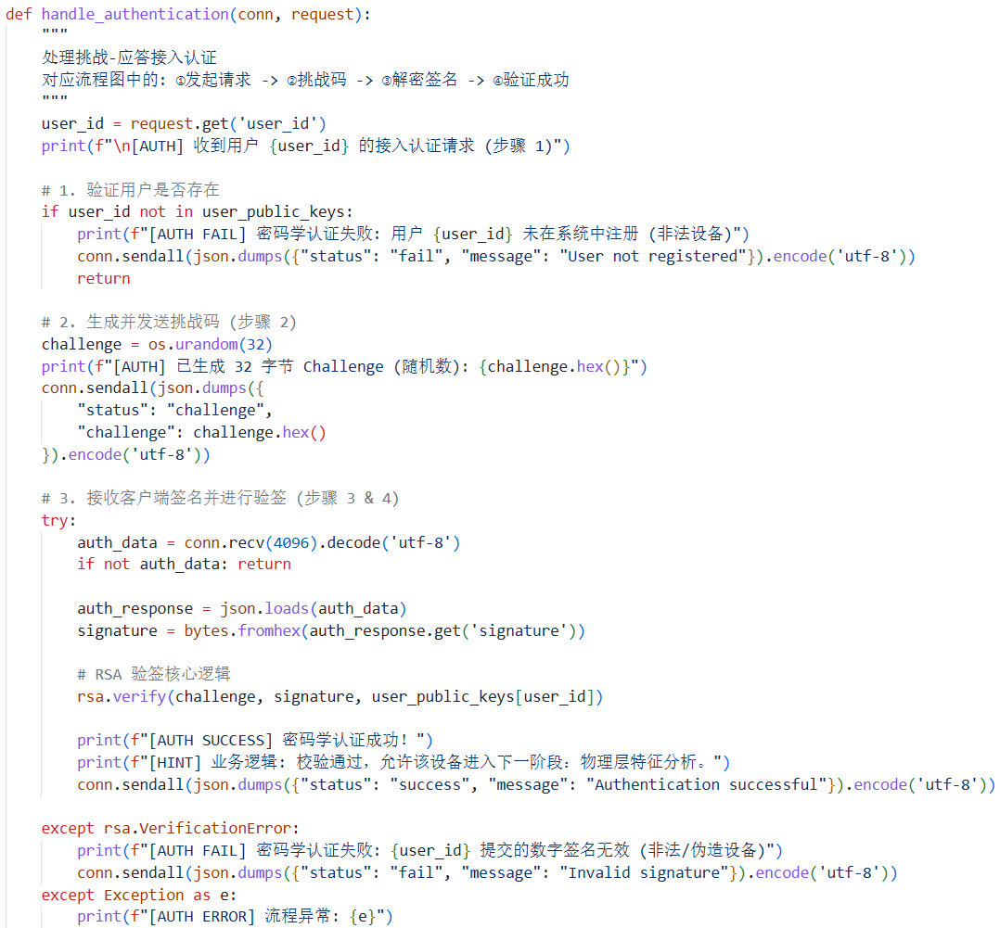 def handle_authentication(conn, request):
    """
    处理挑战-应答接入认证
    对应流程图中的: ①发起请求 -> ②挑战码 -> ③解密签名 -> ④验证成功
    """
    user_id = request.get('user_id')
    print(f"\n[AUTH] 收到用户 {user_id} 的接入认证请求 (步骤 1)")

    # 1. 验证用户是否存在
    if user_id not in user_public_keys:
        print(f"[AUTH FAIL] 密码学认证失败: 用户 {user_id} 未在系统中注册 (非法设备)")
        conn.sendall(json.dumps({"status": "fail", "message": "User not registered"}).encode('utf-8'))
        return

    # 2. 生成并发送挑战码 (步骤 2)
    challenge = os.urandom(32)
    print(f"[AUTH] 已生成 32 字节 Challenge (随机数): {challenge.hex()}")
    conn.sendall(json.dumps({
        "status": "challenge",
        "challenge": challenge.hex()
    }).encode('utf-8'))

    # 3. 接收客户端签名并进行验签 (步骤 3 & 4)
    try:
        auth_data = conn.recv(4096).decode('utf-8')
        if not auth_data: return

        auth_response = json.loads(auth_data)
        signature = bytes.fromhex(auth_response.get('signature'))

        # RSA 验签核心逻辑
        rsa.verify(challenge, signature, user_public_keys[user_id])

        print(f"[AUTH SUCCESS] 密码学认证成功! ")
        print(f"[HINT] 业务逻辑: 校验通过，允许该设备进入下一阶段: 物理层特征分析。")
        conn.sendall(json.dumps({"status": "success", "message": "Authentication successful"}).encode('utf-8'))

    except rsa.VerificationError:
        print(f"[AUTH FAIL] 密码学认证失败: {user_id} 提交的数字签名无效 (非法/伪造设备)")
        conn.sendall(json.dumps({"status": "fail", "message": "Invalid signature"}).encode('utf-8'))
    except Exception as e:
        print(f"[AUTH ERROR] 流程异常: {e}")